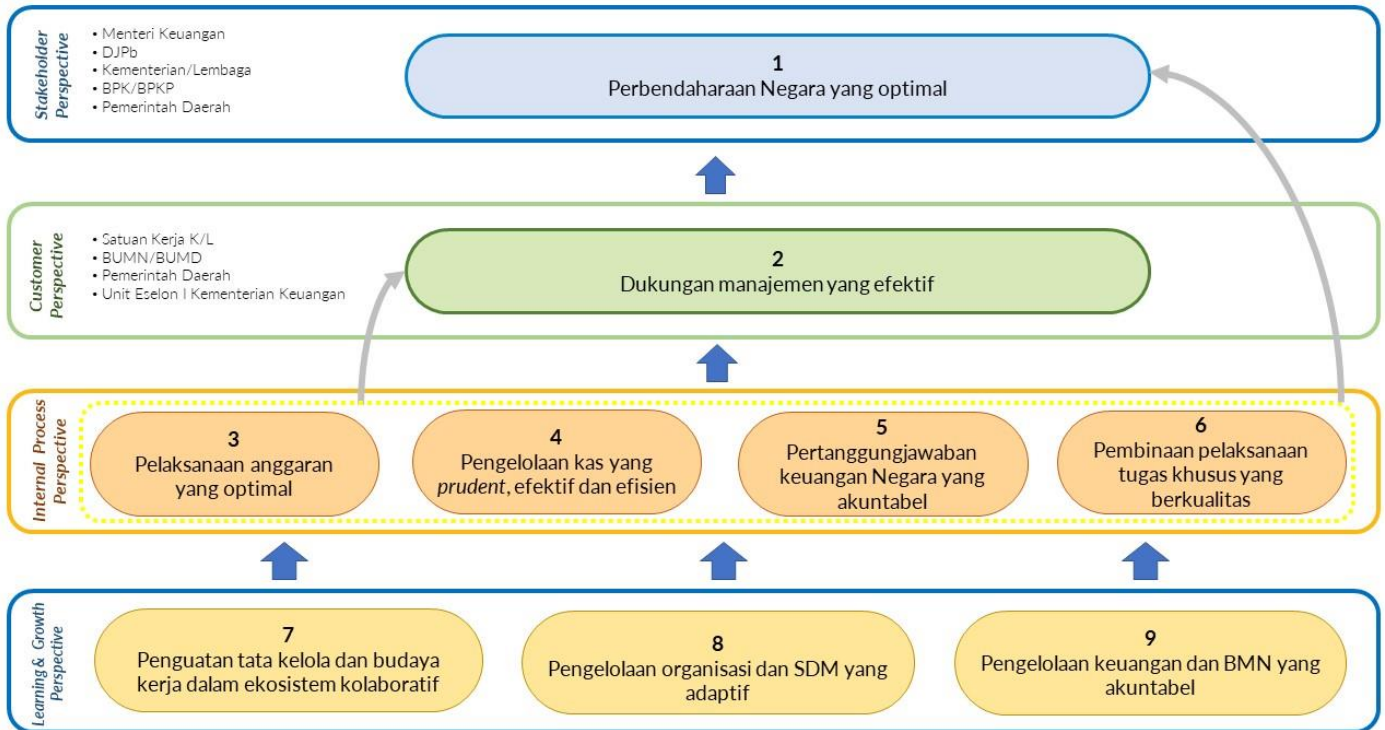 Stakeholder
Perspective
• Menteri Keuangan
• DJPb
• Kementerian/Lembaga
• BPK/BPKP
• Pemerintah Daerah
1
Perbendaharaan Negara yang optimal
Customer
Perspective
• Satuan Kerja K/L
• BUMN/BUMD
• Pemerintah Daerah
• Unit Eselon I Kementerian Keuangan
2
Dukungan manajemen yang efektif
Internal Process
Perspective
3
Pelaksanaan anggaran
yang optimal
4
Pengelolaan kas yang
prudent, efektif dan efisien
5
Pertanggungjawaban
keuangan Negara yang
akuntabel
6
Pembinaan pelaksanaan
tugas khusus yang
berkualitas
Learning & Growth
Perspective
7
Penguatan tata kelola dan budaya
kerja dalam ekosistem kolaboratif
8
Pengelolaan organisasi dan SDM yang
adaptif
9
Pengelolaan keuangan dan BMN yang
akuntabel